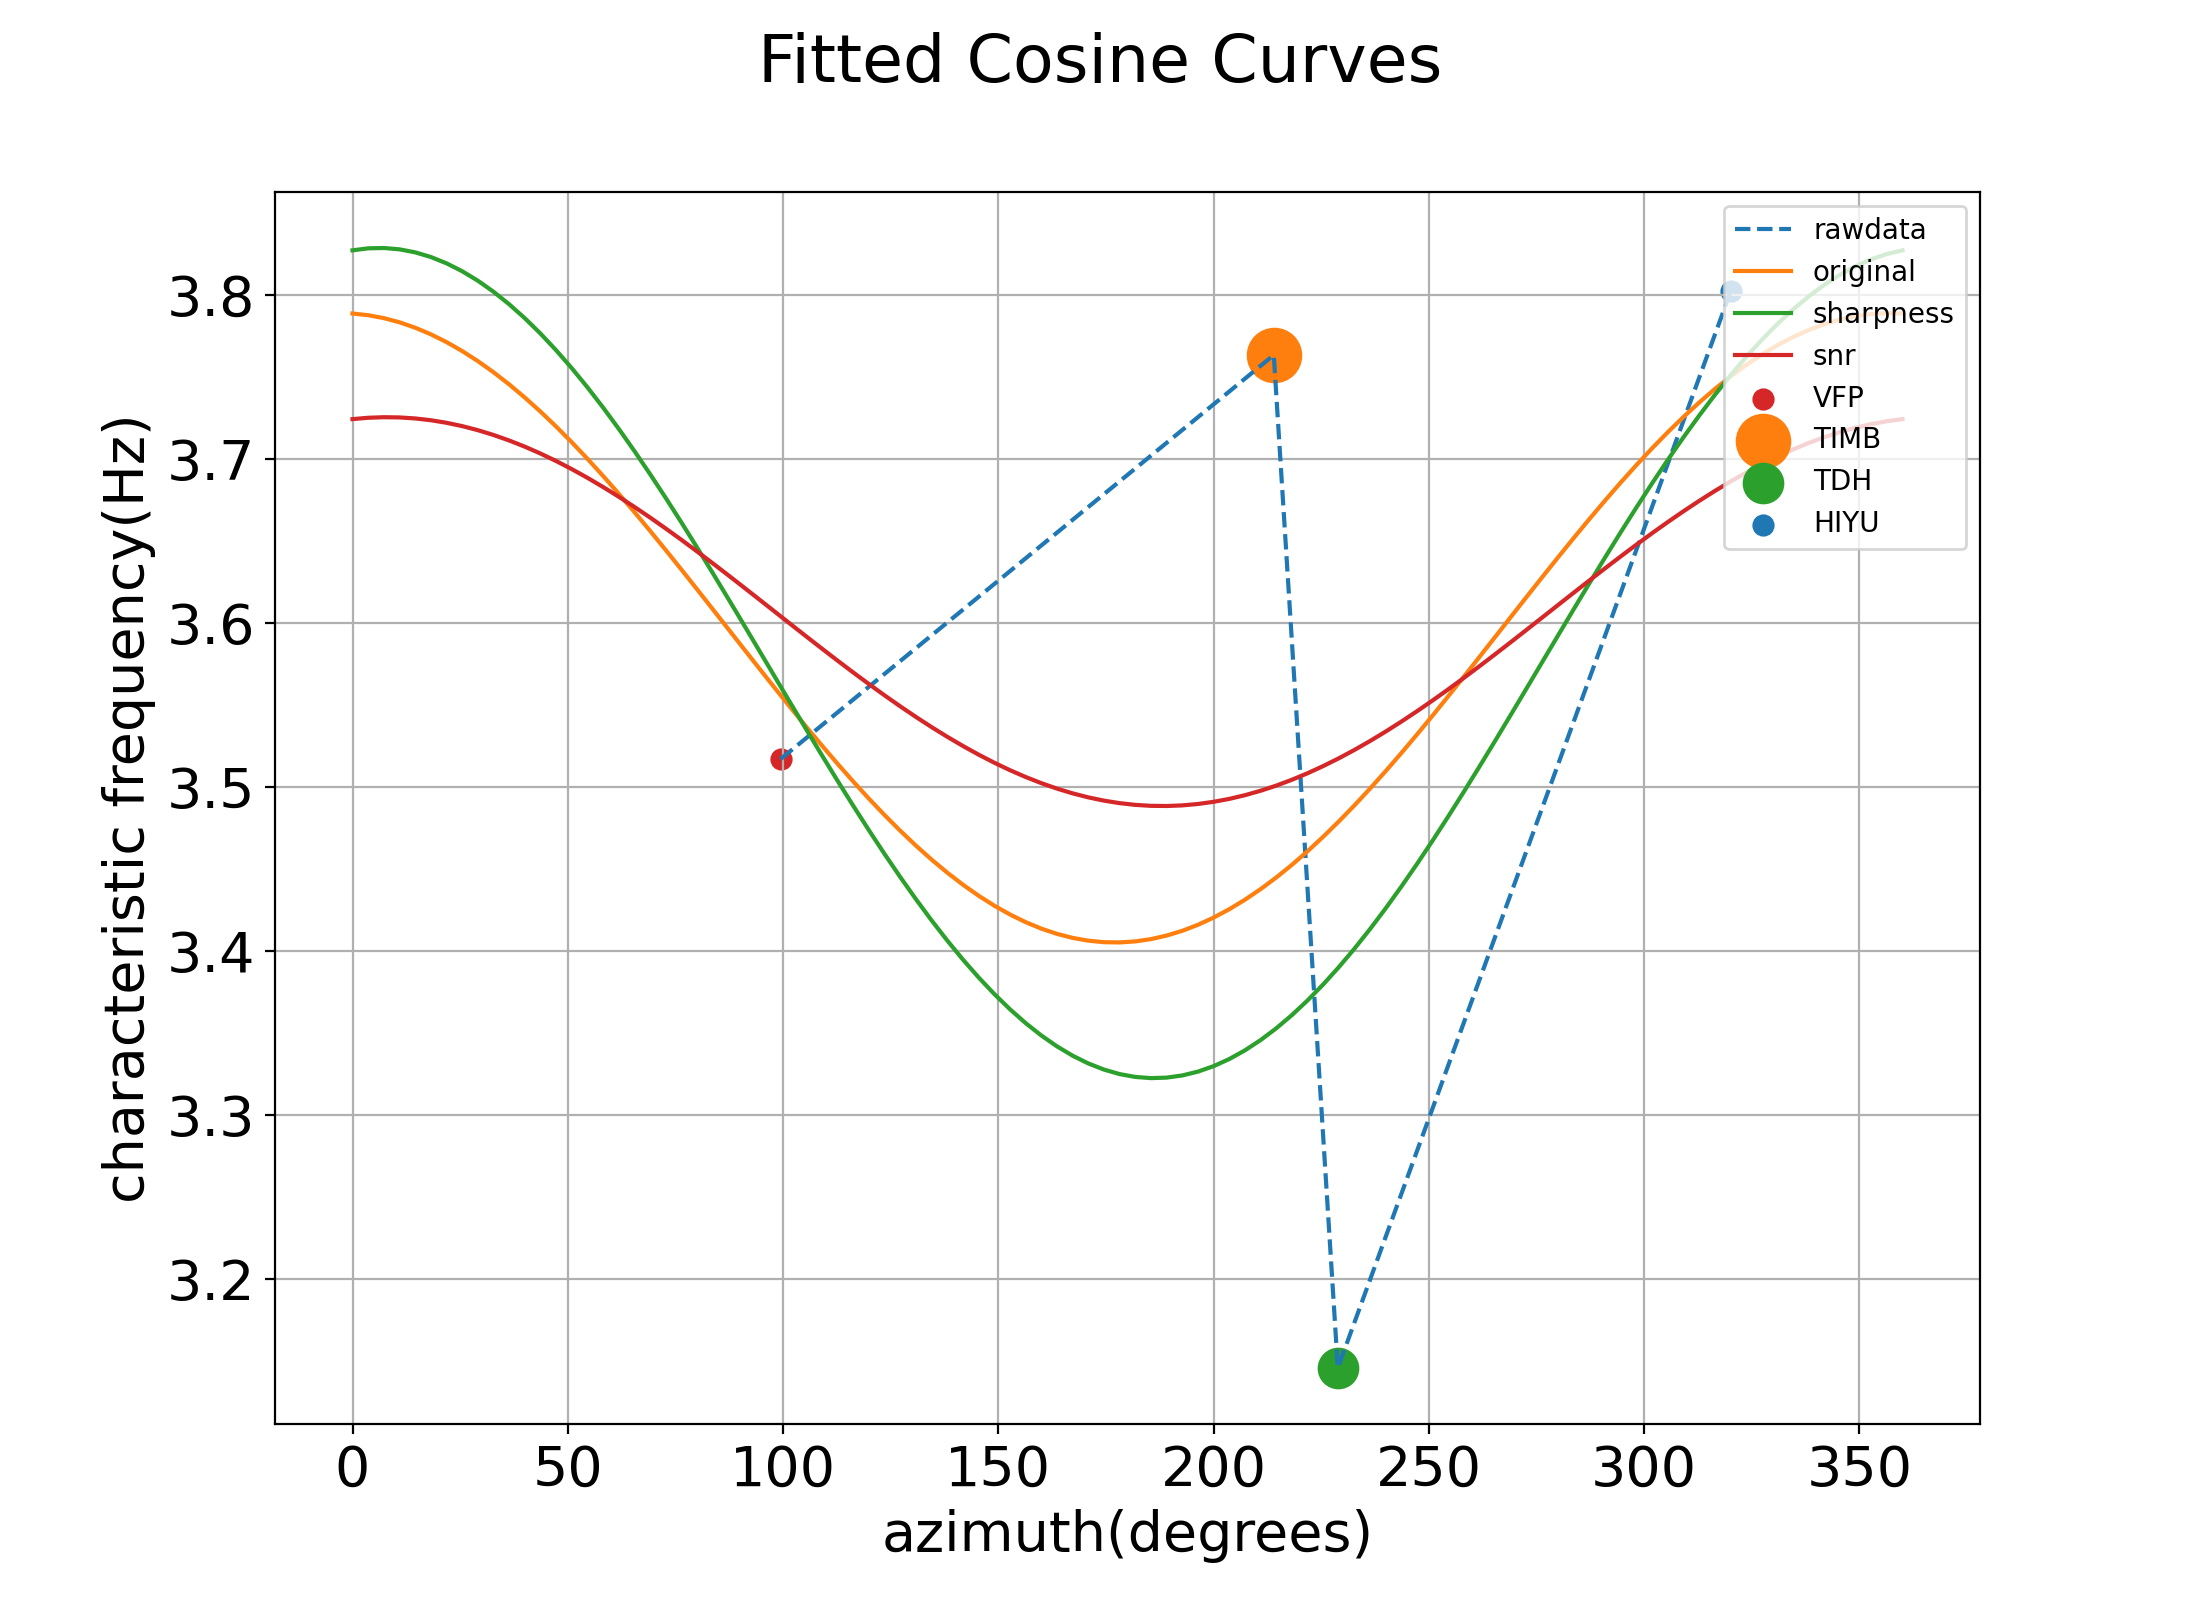 Fitted Cosine Curves
rawdata
original
sharpness
snr
VFP
TIMB
TDH
HIYU
characteristic frequency(Hz)
3.8
3.7
3.6
3.5
3.4
3.3
3.2
0 50 100 150 200 250 300 350
azimuth(degrees)